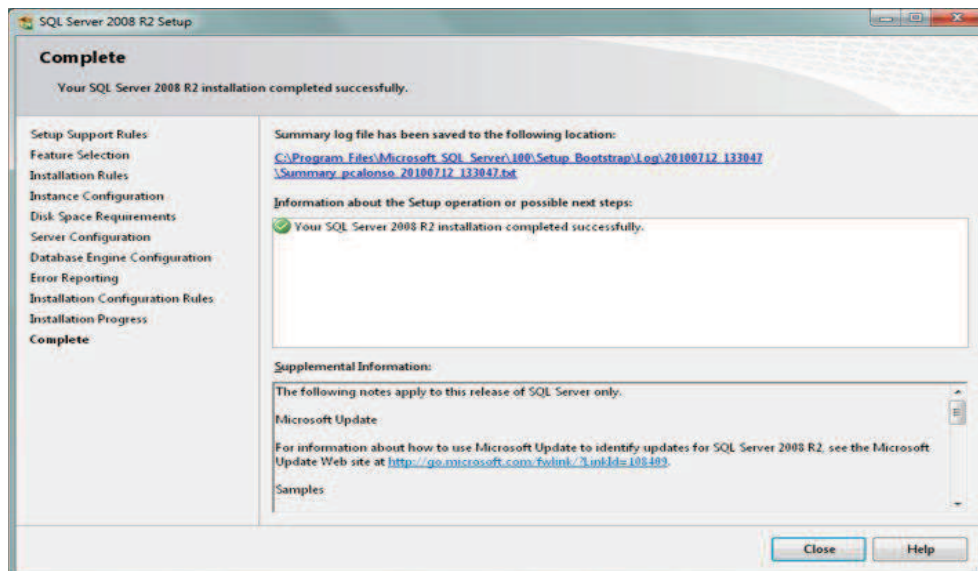 SQL Server 2008 R2 Setup
Complete
Your SQL Server 2008 R2 installation completed successfully.
Setup Support Rules
Feature Selection
Installation Rules
Instance Configuration
Disk Space Requirements
Server Configuration
Database Engine Configuration
Error Reporting
Installation Configuration Rules
Installation Progress
Complete
Summary log file has been saved to the following location:
C:\Program Files\Microsoft SQL Server\100\Setup Bootstrap\Log\20100712_133047
\Summary_pcalonso_20100712_133047.txt
Information about the Setup operation or possible next steps:
Your SQL Server 2008 R2 installation completed successfully.
Supplemental Information:
The following notes apply to this release of SQL Server only.
Microsoft Update
For information about how to use Microsoft Update to identify updates for SQL Server 2008 R2, see the Microsoft
Update Web site at http://go.microsoft.com/fwlink/?LinkId=108409.
Samples
Close
Help